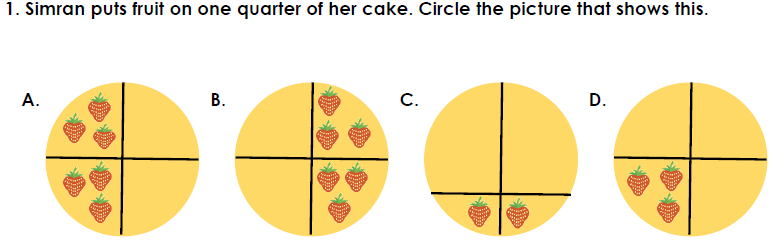 1. Simran puts fruit on one quarter of her cake. Circle the picture that shows this.
A. B. C. D.